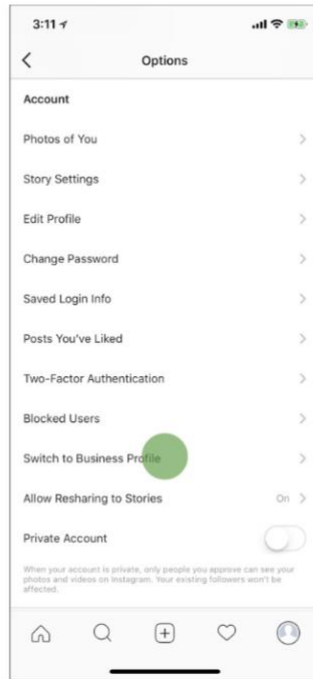 3:11
Options
Account
Photos of You
Story Settings
Edit Profile
Change Password
Saved Login Info
Posts You've Liked
Two-Factor Authentication
Blocked Users
Switch to Business Profile
Allow Resharing to Stories On
Private Account
When your account is private, only people you approve can see your
photos and videos on Instagram. Your existing followers won't be
affected.